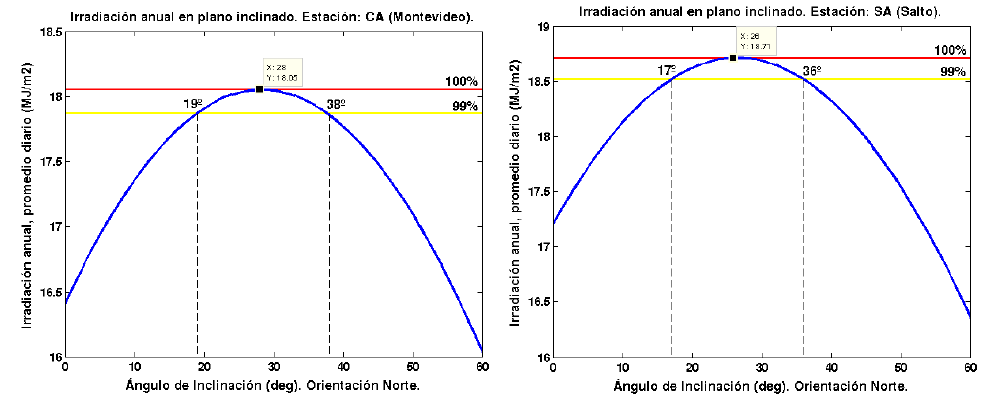 Irradiación anual en plano inclinado. Estación: CA (Montevideo).
18.5
18
17.5
17
16.5
16
X: 28
Y: 18.05
100%
99%
19º
38º
0
10
20
30
40
50
60
Irradiación anual, promedio diario (MJ/m2)
Ángulo de Inclinación (deg). Orientación Norte.
Irradiación anual en plano inclinado. Estación: SA (Salto).
19
18.5
18
17.5
17
16.5
16
X: 26
Y: 18.71
100%
99%
17º
36º
0
10
20
30
40
50
60
Irradiación anual, promedio diario (MJ/m2)
Ángulo de Inclinación (deg). Orientación Norte.